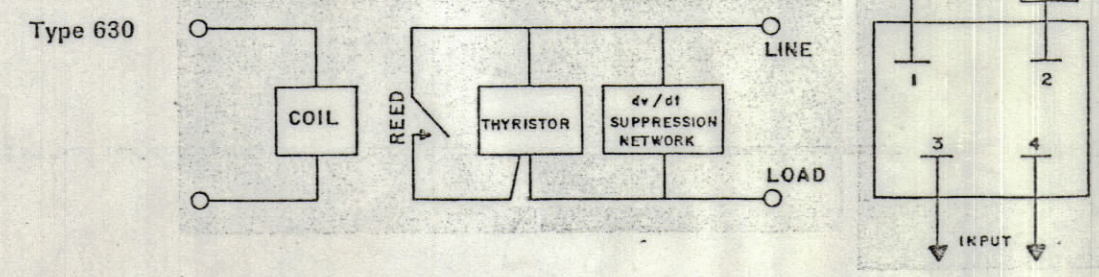 Type 630
COIL
REED
THYRISTOR
dv/dt
SUPPRESSION
NETWORK
LINE
LOAD
1
2
3
4
INPUT